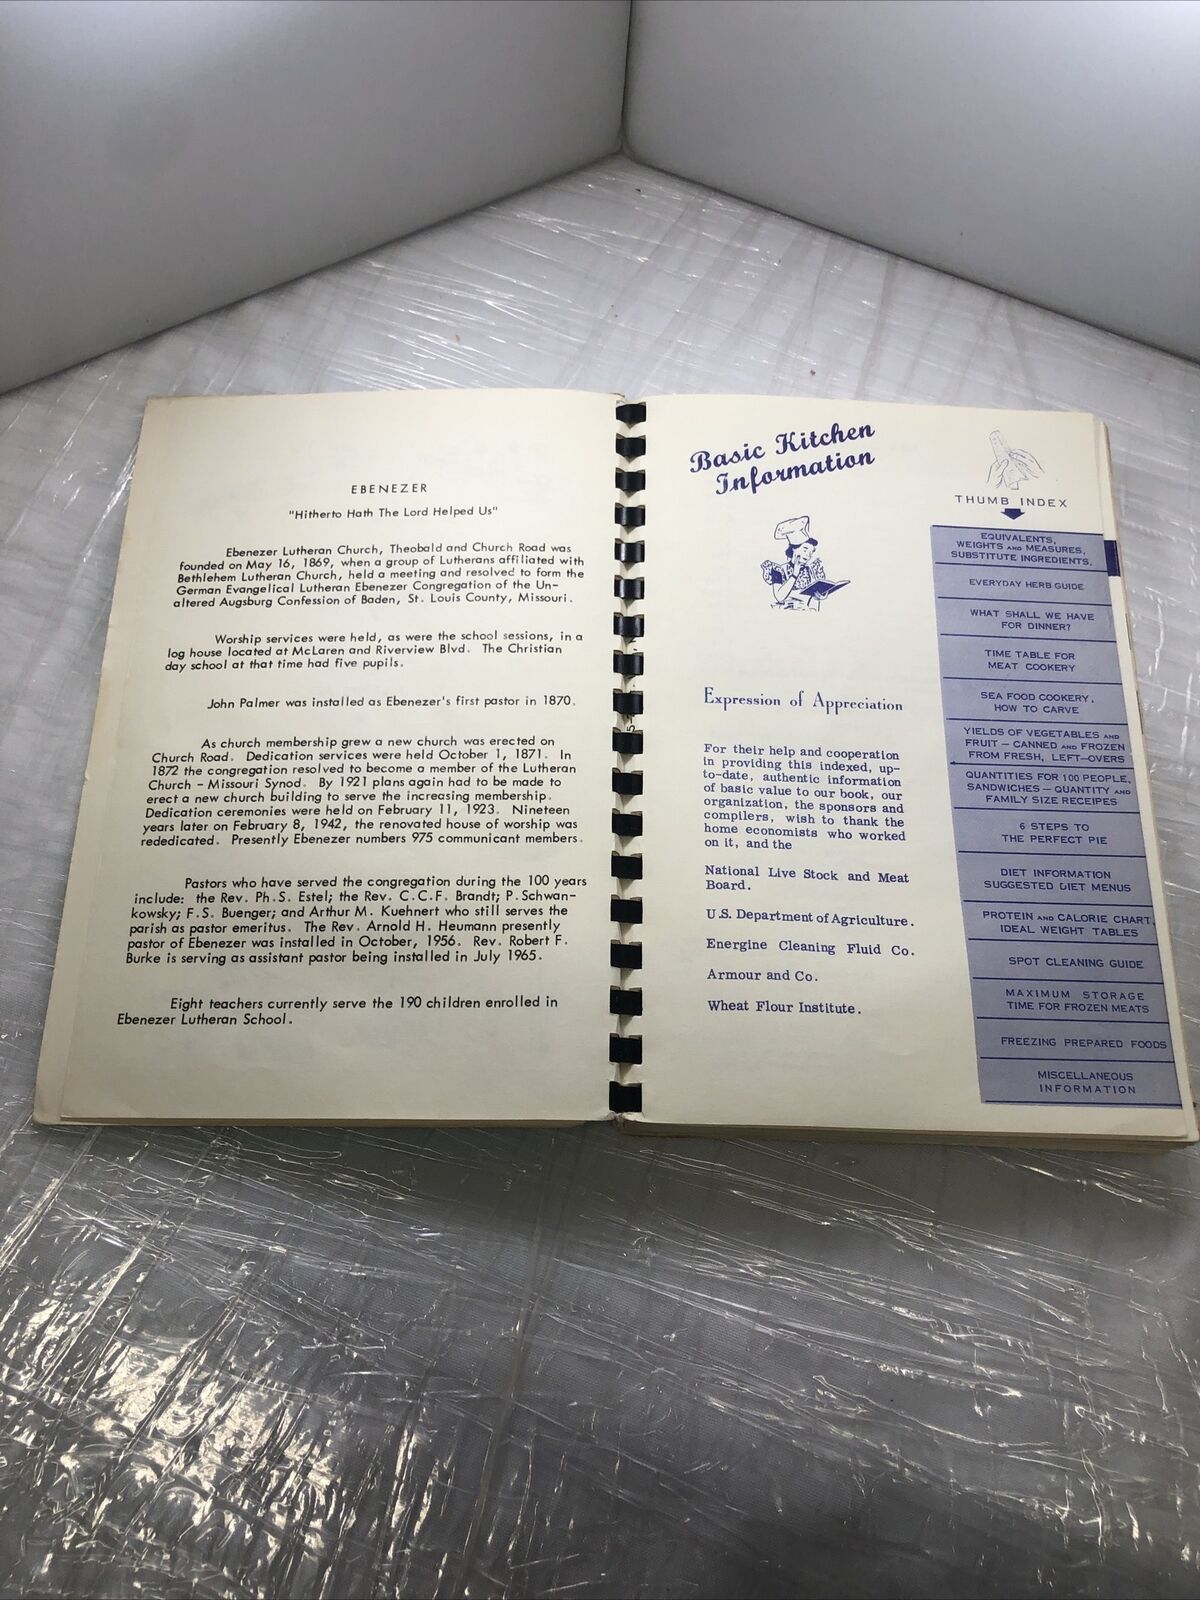 EBENEZER
"Hitherto Hath The Lord Helped Us"
Ebenezer Lutheran Church, Theobald and Church Road was
founded on May 16, 1869, when a group of Lutherans affiliated with
Bethlehem Lutheran Church, held a meeting and resolved to form the
German Evangelical Lutheran Ebenezer Congregation of the Un-
altered Augsburg Confession of Baden, St. Louis County, Missouri.
Worship services were held, as were the school sessions, in a
log house located at McLaren and Riverview Blvd. The Christian
day school at that time had five pupils.
John Palmer was installed as Ebenezer's first pastor in 1870.
As church membership grew a new church was erected on
Church Road. Dedication services were held October 1, 1871. In
1872 the congregation resolved to become a member of the Lutheran
Church - Missouri Synod. By 1921 plans again had to be made to
erect a new church building to serve the increasing membership.
Dedication ceremonies were held on February 11, 1923. Nineteen
years later on February 8, 1942, the renovated house of worship was
rededicated. Presently Ebenezer numbers 975 communicant members.
Pastors who have served the congregation during the 100 years
include: the Rev. Ph.S. Estel; the Rev. C.C.F. Brandt; P. Schwan-
kowsky; F.S. Buenger; and Arthur M. Kuehnert who still serves the
parish as pastor emeritus. The Rev. Arnold H. Heumann presently
pastor of Ebenezer was installed in October, 1956. Rev. Robert F.
Burke is serving as assistant pastor being installed in July 1965.
Eight teachers currently serve the 190 children enrolled in
Ebenezer Lutheran School.
Basic Kitchen
Information
Expression of Appreciation
For their help and cooperation
in providing this indexed, up-
to-date, authentic information
of basic value to our book, our
organization, the sponsors and
compilers, wish to thank the
home economists who worked
on it, and the
National Live Stock and Meat
Board.
U.S. Department of Agriculture.
Energine Cleaning Fluid Co.
Armour and Co.
Wheat Flour Institute.
THUMB INDEX
EQUIVALENTS,
WEIGHTS AND MEASURES,
SUBSTITUTE INGREDIENTS.
EVERYDAY HERB GUIDE
WHAT SHALL WE HAVE
FOR DINNER?
TIME TABLE FOR
MEAT COOKERY
SEA FOOD COOKERY,
HOW TO CARVE
YIELDS OF VEGETABLES AND
FRUIT — CANNED AND FROZEN
FROM FRESH, LEFT-OVERS
QUANTITIES FOR 100 PEOPLE,
SANDWICHES — QUANTITY AND
FAMILY SIZE RECEIPES
6 STEPS TO
THE PERFECT PIE
DIET INFORMATION
SUGGESTED DIET MENUS
PROTEIN AND CALORIE CHART,
IDEAL WEIGHT TABLES
SPOT CLEANING GUIDE
MAXIMUM STORAGE
TIME FOR FROZEN MEATS
FREEZING PREPARED FOODS
MISCELLANEOUS
INFORMATION